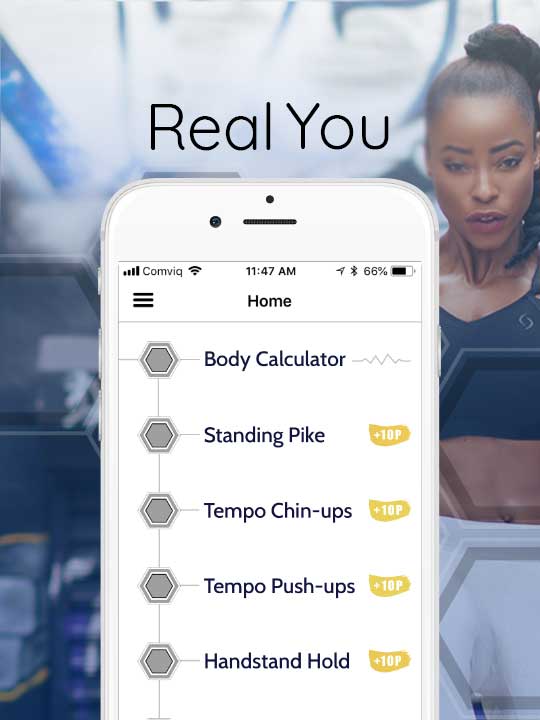 Real You
Comviq 11:47 AM 66%
Home
Body Calculator
Standing Pike +10P
Tempo Chin-ups +10P
Tempo Push-ups +10P
Handstand Hold +10P